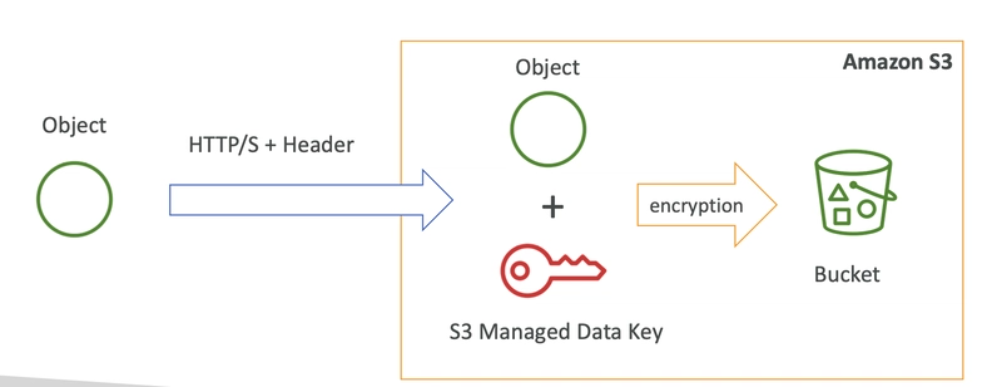 Object
HTTP/S + Header
Amazon S3
Object
+
S3 Managed Data Key
encryption
Bucket